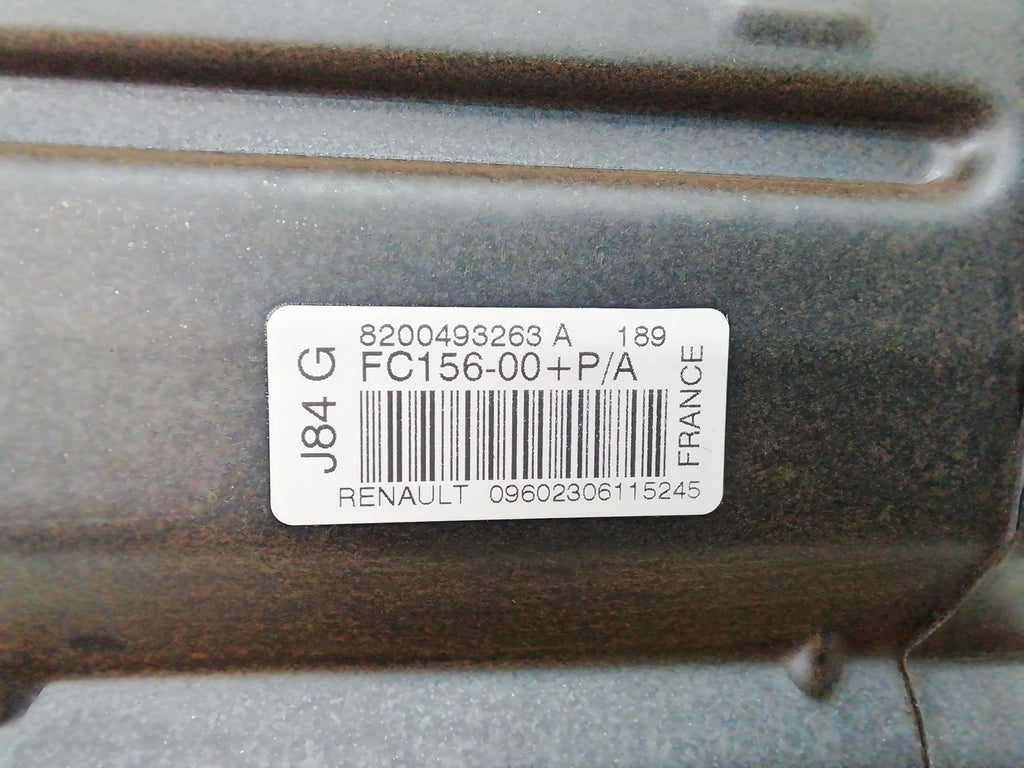 8200493263 A 189
FC156-00+P/A
J84 G
FRANCE
RENAULT 09602306115245